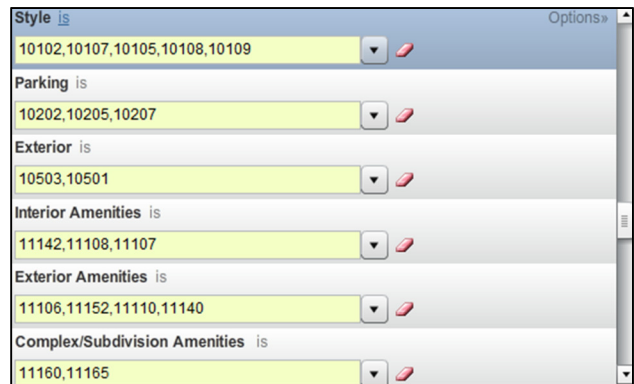 Style is Options»
10102,10107,10105,10108,10109
Parking is
10202,10205,10207
Exterior is
10503,10501
Interior Amenities is
11142,11108,11107
Exterior Amenities is
11106,11152,11110,11140
Complex/Subdivision Amenities is
11160,11165